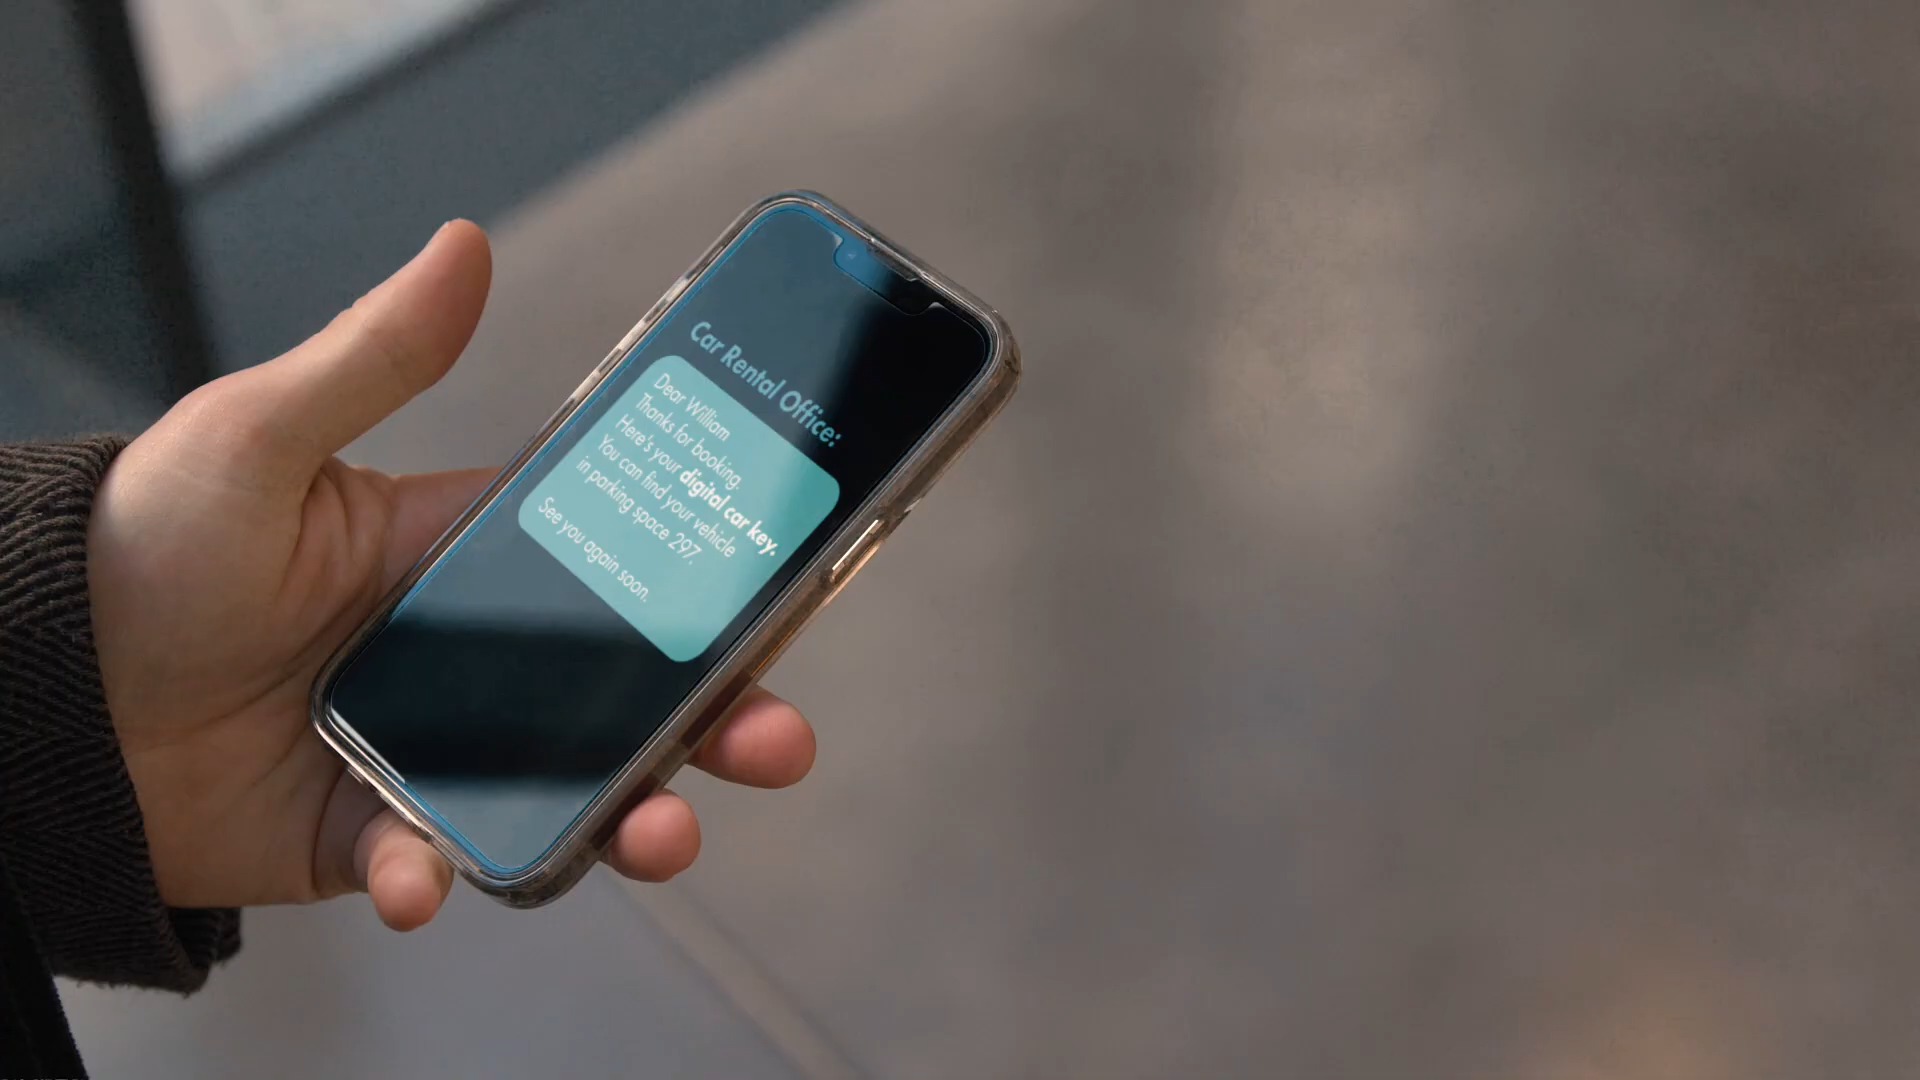 Car Rental Office:
Dear William
Thanks for booking.
Here's your digital car key.
You can find your vehicle
in parking space 297.
See you again soon.